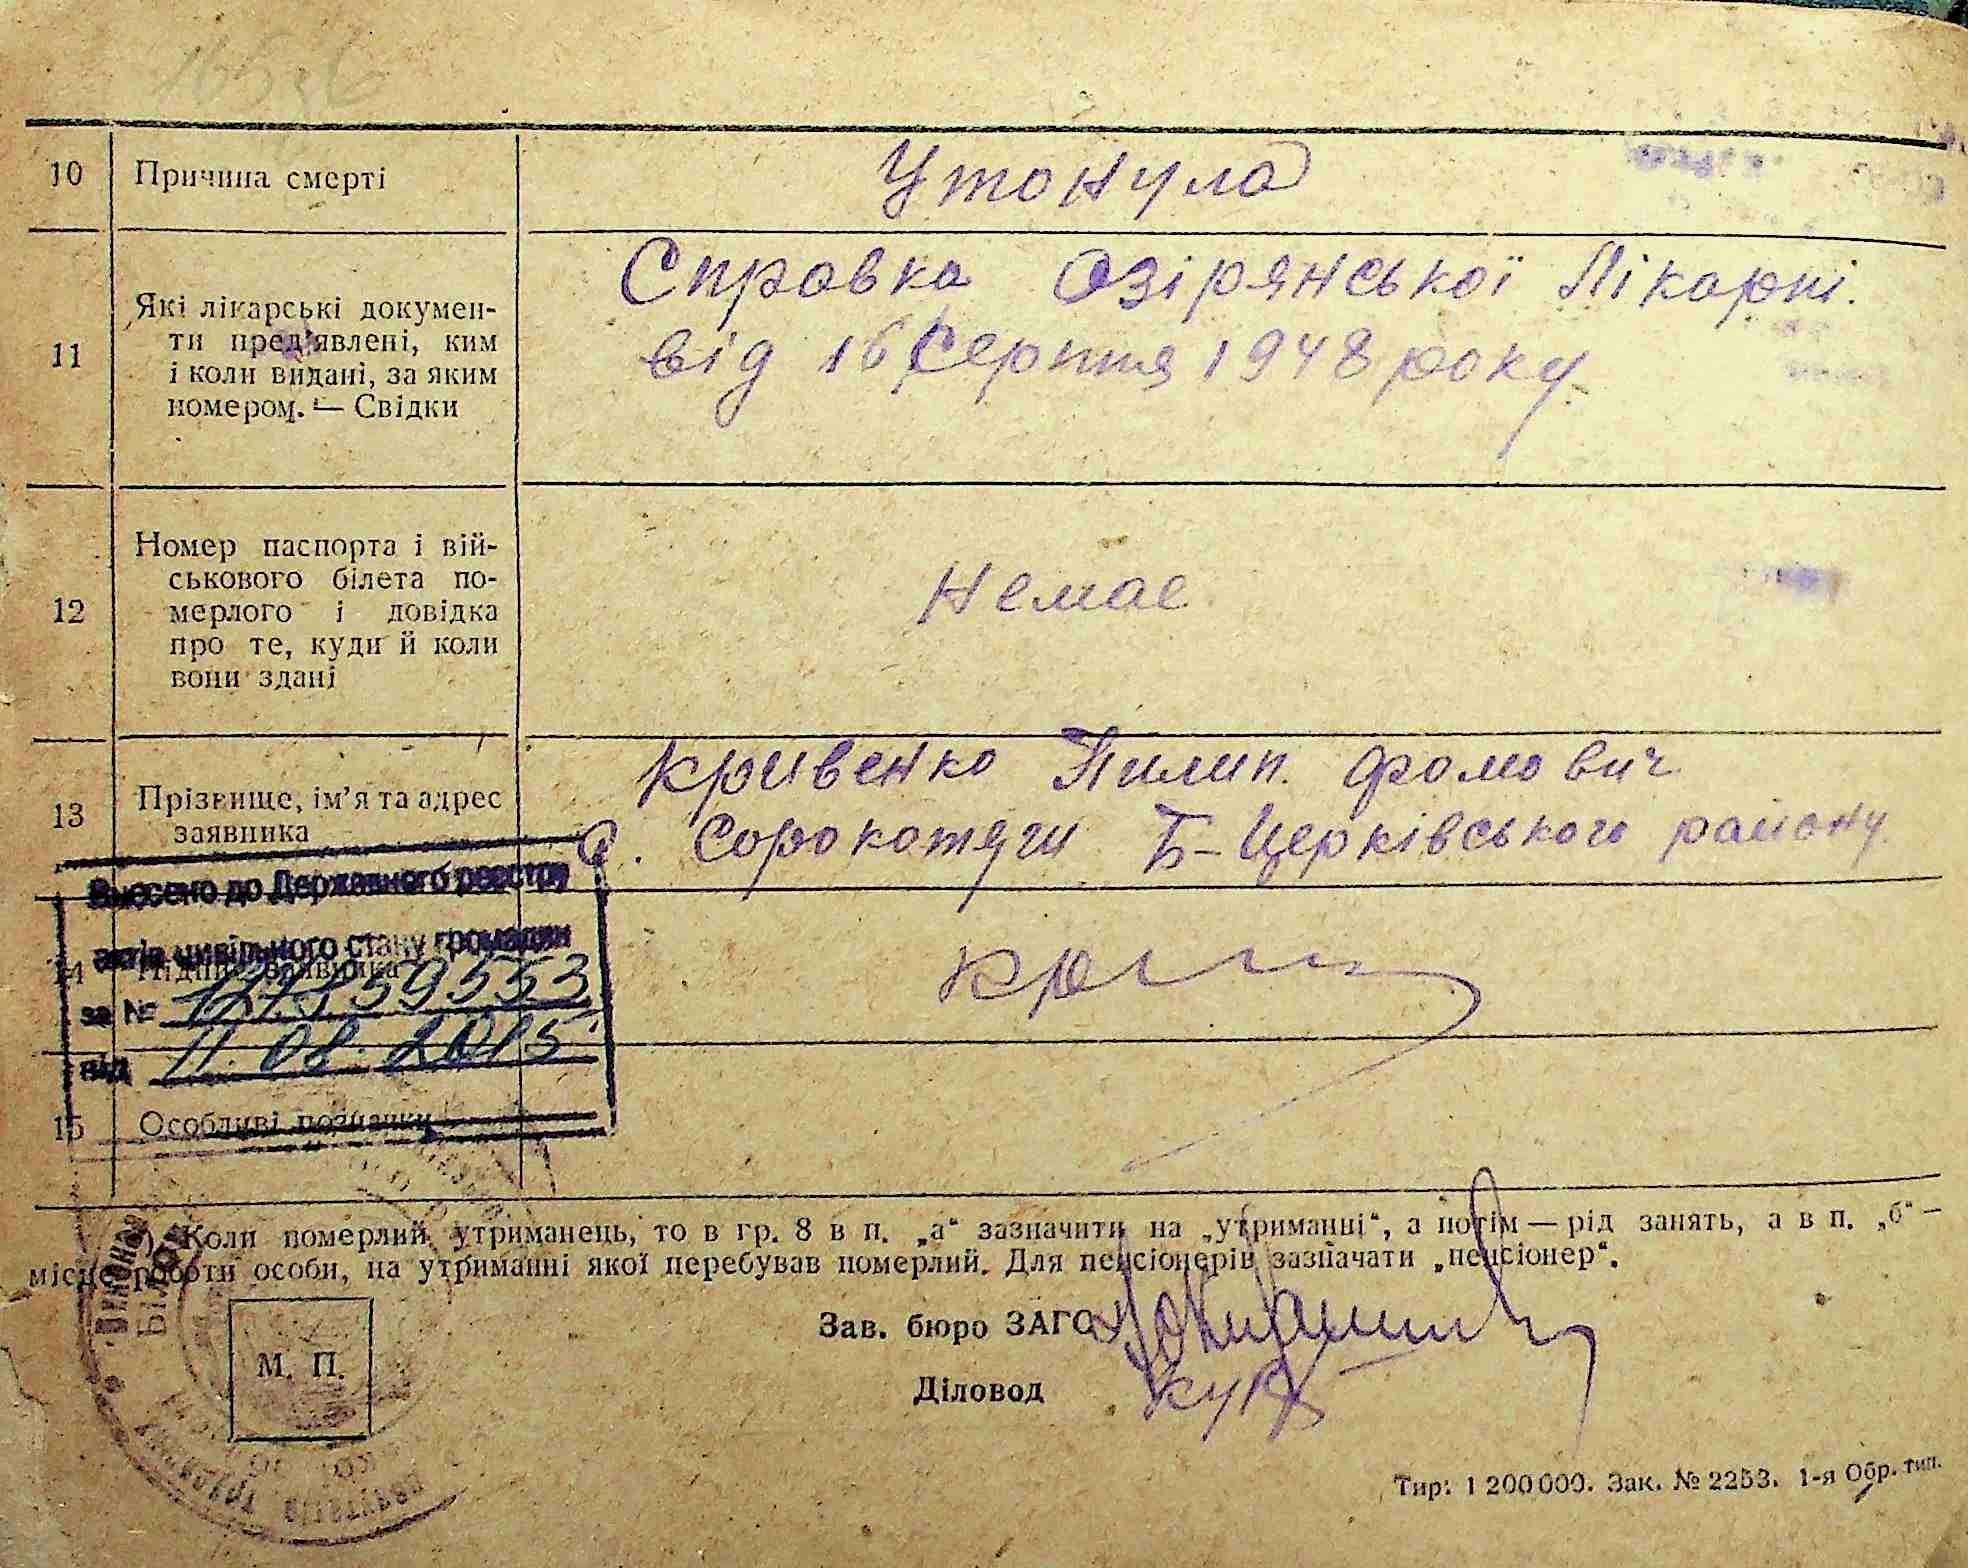 10 Причина смерті Утонула
11 Які лікарські докумен-
ти пред'явлені, ким
і коли видані, за яким
номером. — Свідки
Справка Озірянської Лікарні.
від 16 Серпня 1948 року
12 Номер паспорта і вій-
ськового білета по-
мерлого і довідка
про те, куди й коли
вони здані
Немає
13 Прізвище, ім'я та адрес
заявника
Кривенко Пилип. Фомович
с. Сорокотяги Б-Церківського району
Внесено до Державного реєстру
актів цивільного стану громадян
за №
від 11.08.2015
14 Підпис заявника
15 Особливі позначки
Коли померлий утриманець, то в гр. 8 в п. „а“ зазначити на „утриманні“, а потім — рід занять, а в п. „б“ —
місце роботи особи, на утриманні якої перебував померлий. Для пенсіонерів зазначати „пенсіонер“.
Зав. бюро ЗАГС
М. П.
Діловод
Тир. 1 200 000. Зак. № 2253. 1-я Обр. тип.